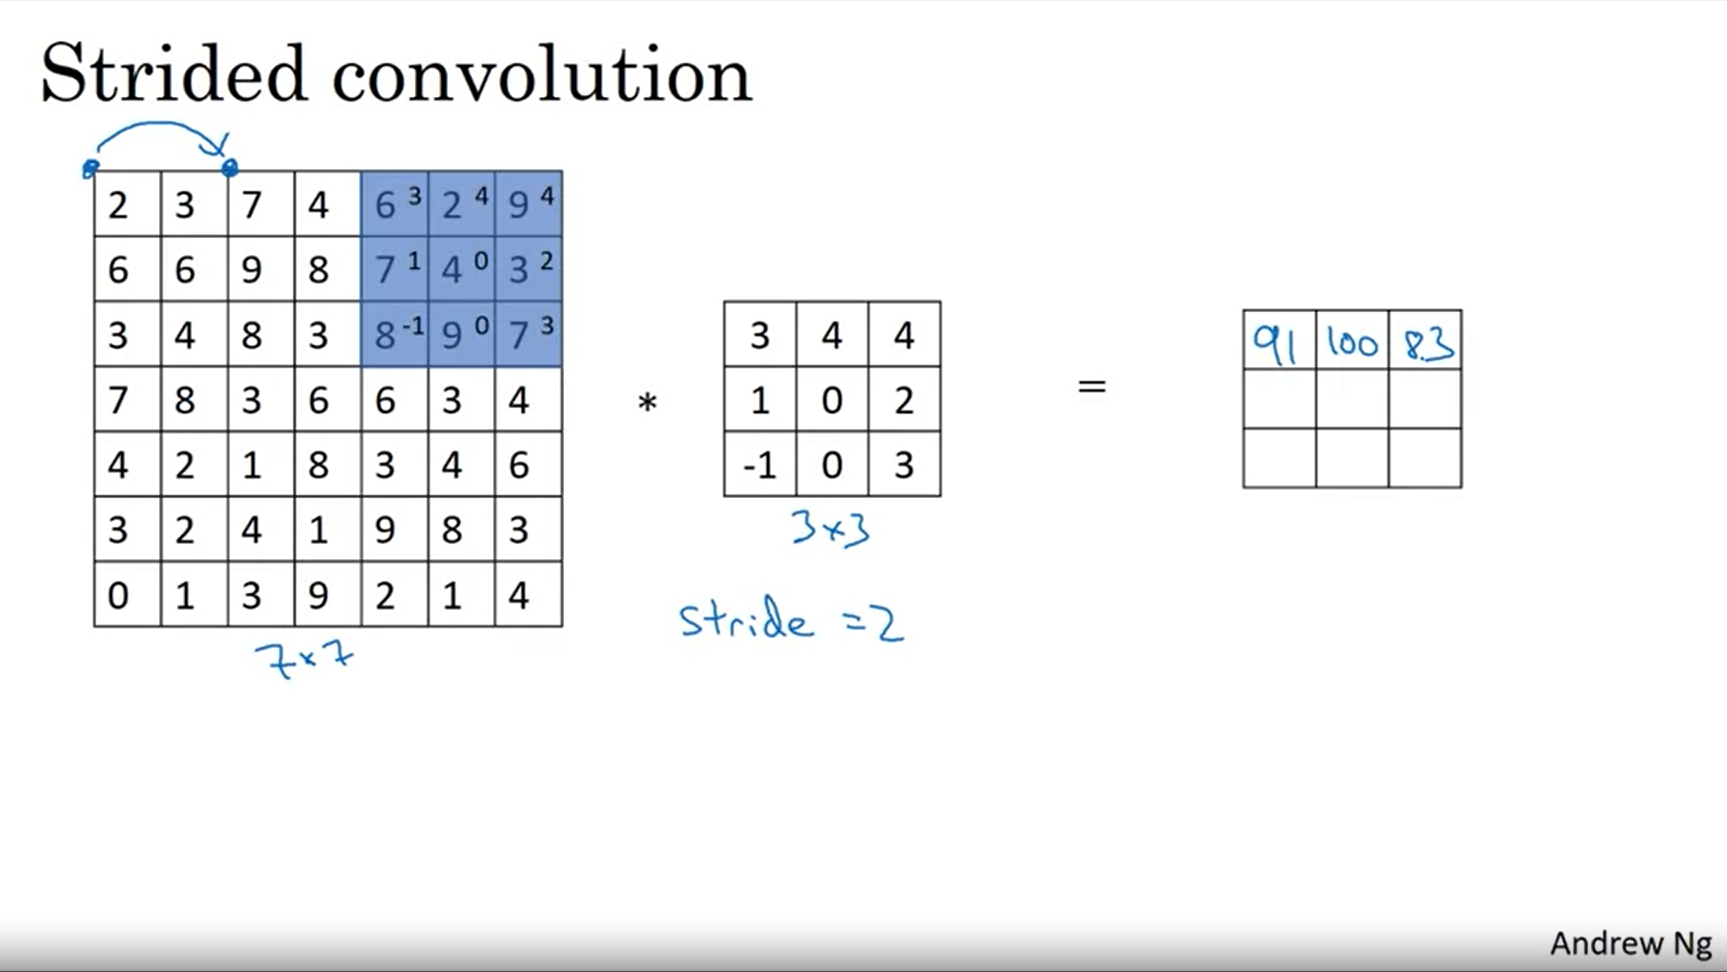 Strided convolution
2 3 7 4 6 3 2 4 9 4
6 6 9 8 7 1 4 0 3 2
3 4 8 3 8 -1 9 0 7 3
7 8 3 6 6 3 4
4 2 1 8 3 4 6
3 2 4 1 9 8 3
0 1 3 9 2 1 4
7x7
*
3 4 4
1 0 2
-1 0 3
3x3
stride =2
=
91 100 83
Andrew Ng